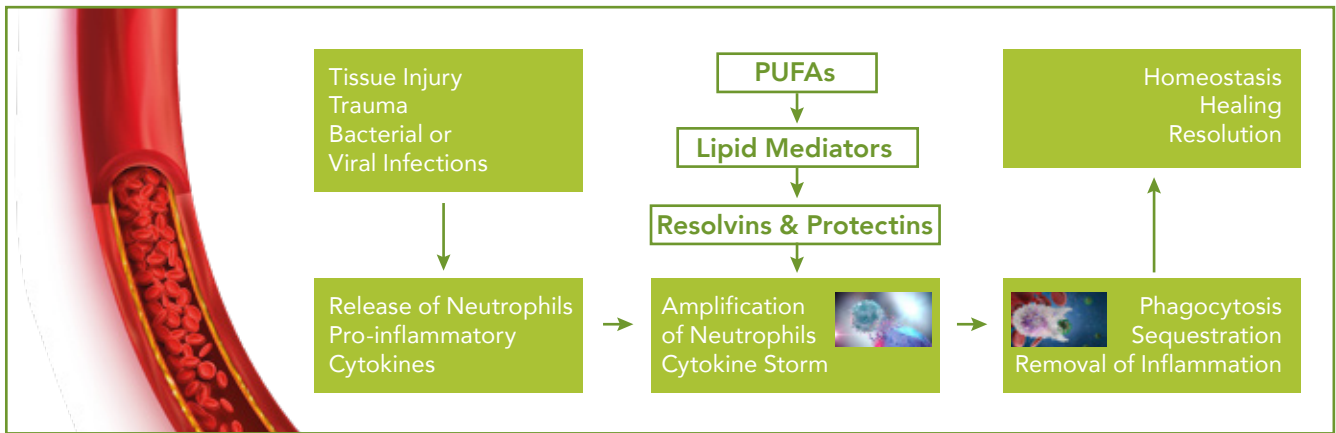 Tissue Injury
Trauma
Bacterial or
Viral Infections
Release of Neutrophils
Pro-inflammatory
Cytokines
PUFAs
Lipid Mediators
Resolvins & Protectins
Amplification
of Neutrophils
Cytokine Storm
Phagocytosis
Sequestration
Removal of Inflammation
Homeostasis
Healing
Resolution